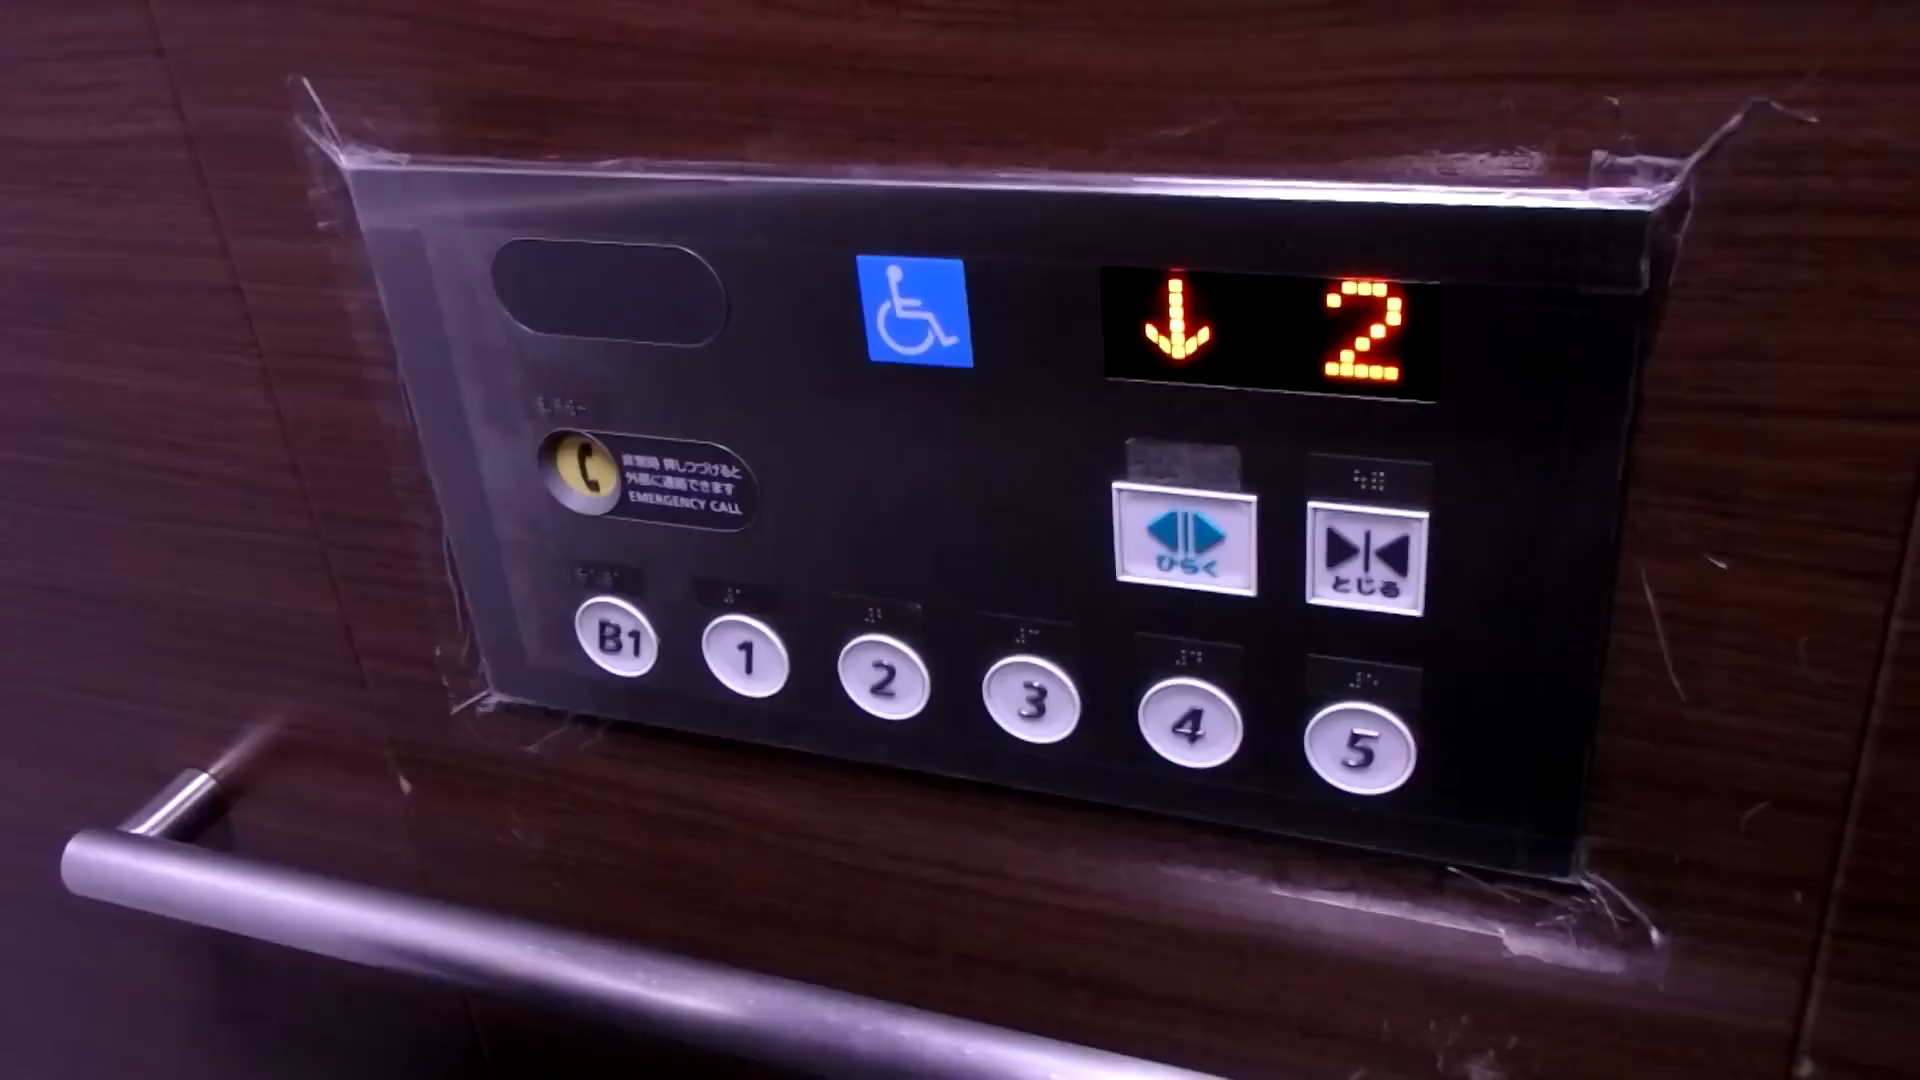 ↓ 2
非常時 押しつづけると
外部に連絡できます
EMERGENCY CALL
ひらく
とじる
B1 1 2 3 4 5